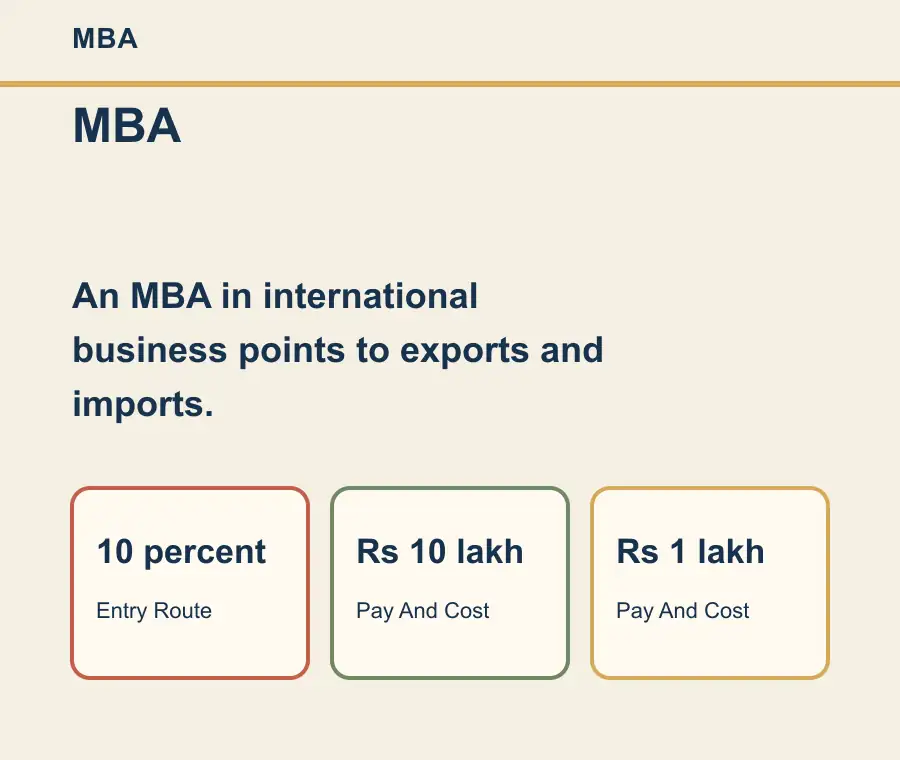 MBA
MBA
An MBA in international
business points to exports and
imports.
10 percent
Entry Route
Rs 10 lakh
Pay And Cost
Rs 1 lakh
Pay And Cost